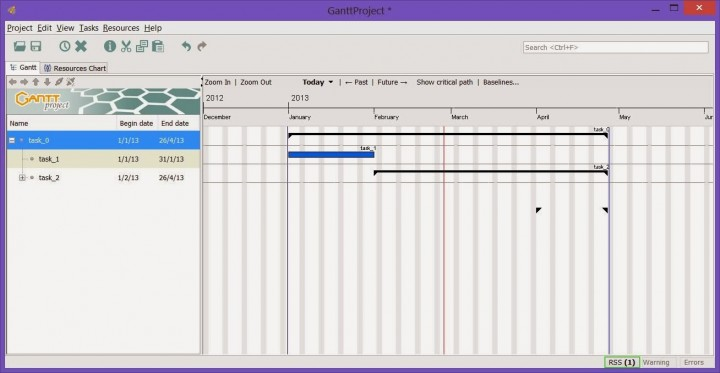 GanttProject *
Project Edit View Tasks Resources Help
Search <Ctrl+F>
Gantt Resources Chart
Zoom In | Zoom Out Today | ← Past | Future → Show critical path | Baselines...
GANTT project
2012 2013
Name Begin date End date
December January February March April May Jun
task_0 1/1/13 26/4/13 task_0
task_1 1/1/13 31/1/13 task_1
task_2 1/2/13 26/4/13 task_2
RSS (1) Warning Errors